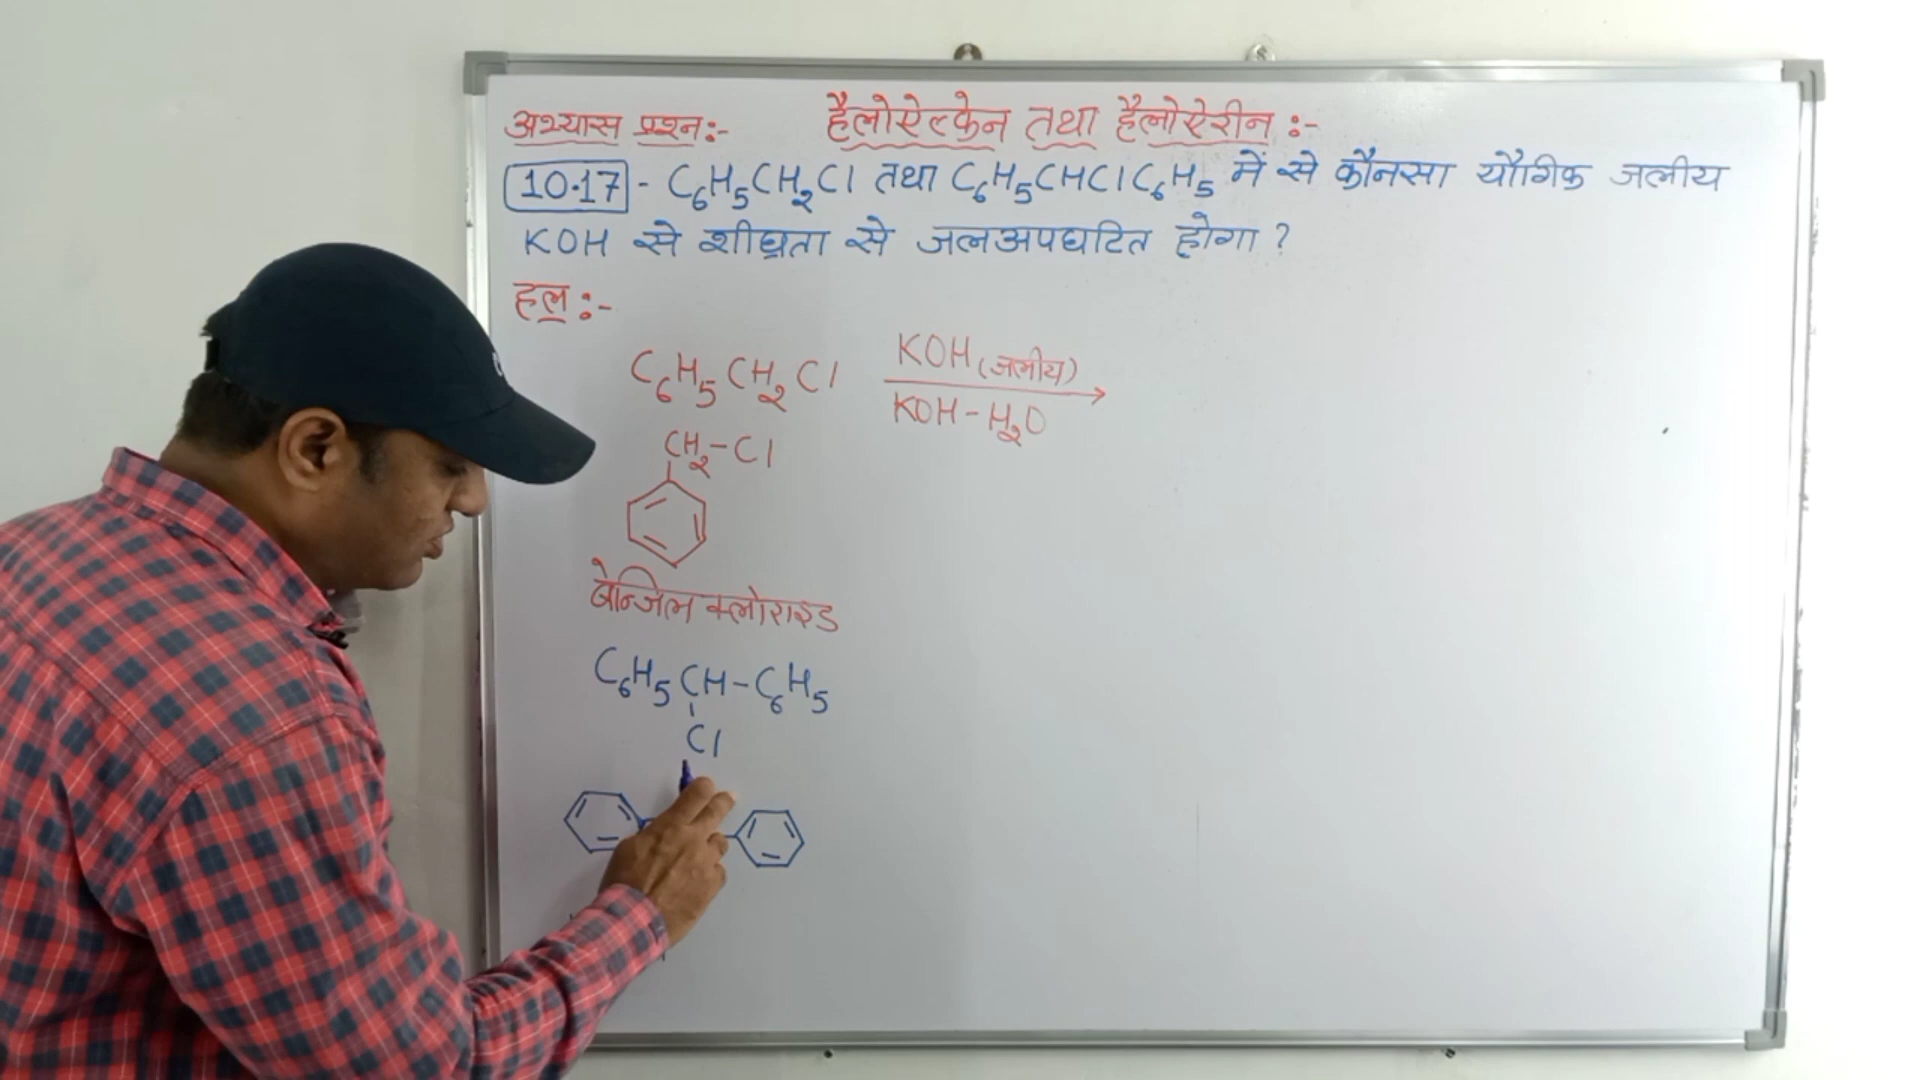 अभ्यास प्रश्न:- हैलोऐल्केन तथा हैलोऐरीन :-
10.17 - C₆H₅CH₂Cl तथा C₆H₅CHClC₆H₅ में से कौनसा यौगिक जलीय
KOH से शीघ्रता से जलअपघटित होगा ?
हल :-
C₆H₅CH₂Cl KOH (जलीय)
KOH-H₂O
CH₂-Cl
बेन्जिल क्लोराइड
C₆H₅CH-C₆H₅
Cl